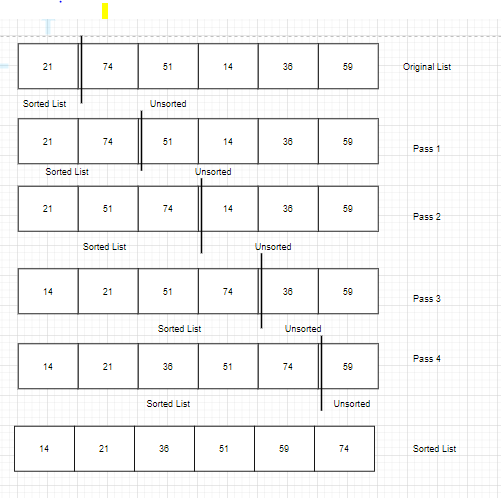 21 74 51 14 36 59 Original List
Sorted List Unsorted
21 74 51 14 36 59 Pass 1
Sorted List Unsorted
21 51 74 14 36 59 Pass 2
Sorted List Unsorted
14 21 51 74 36 59 Pass 3
Sorted List Unsorted
14 21 36 51 74 59 Pass 4
Sorted List Unsorted
14 21 36 51 59 74 Sorted List